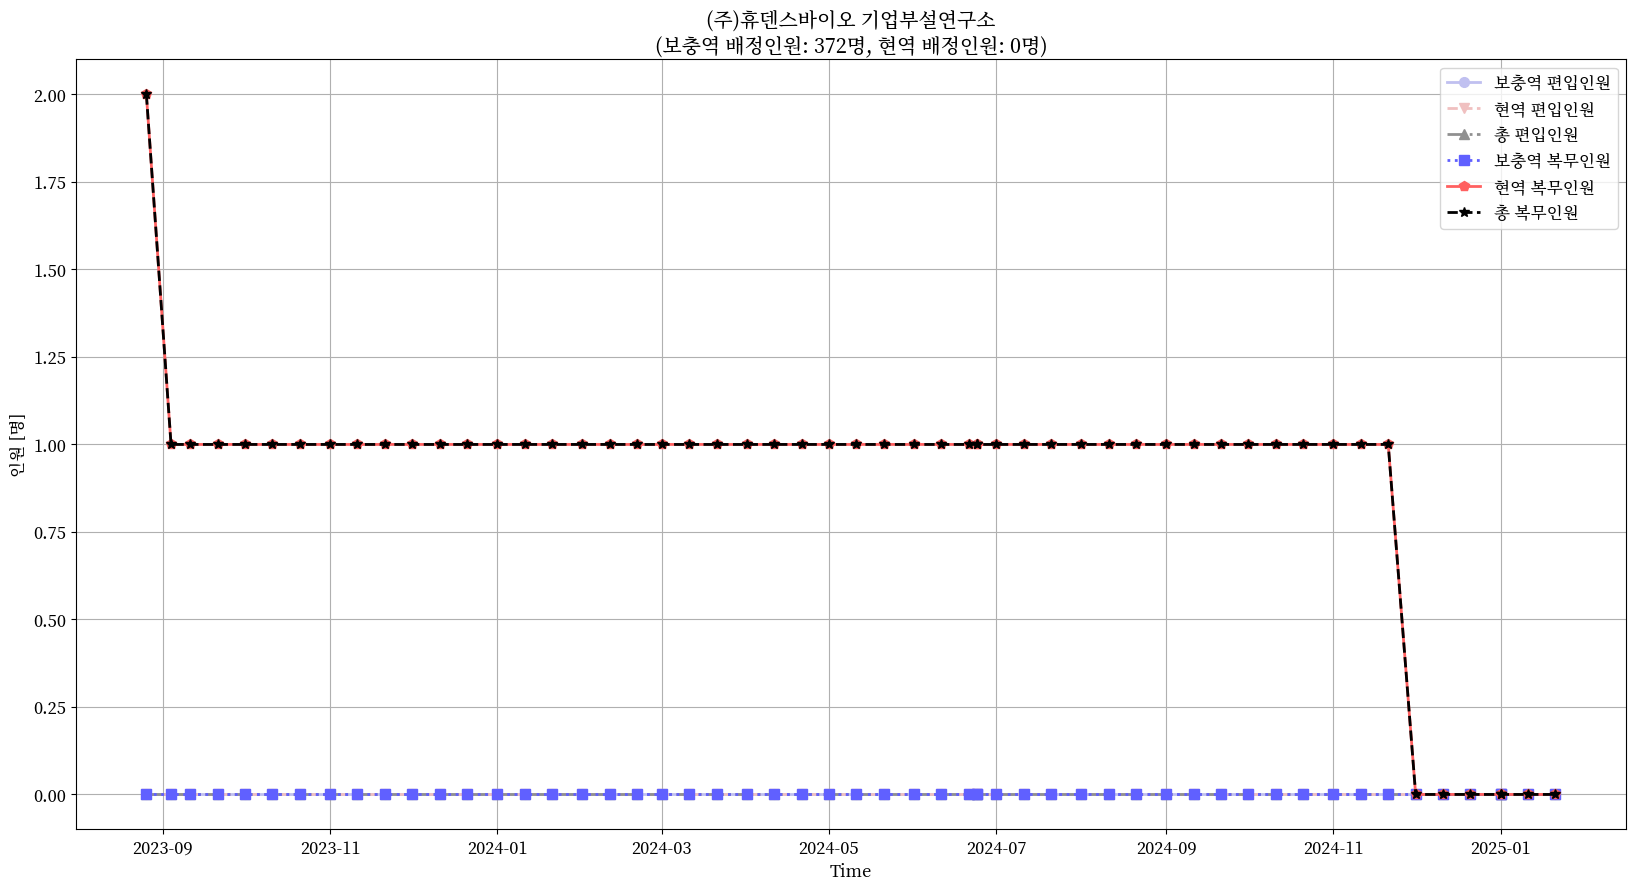 (주)휴덴스바이오 기업부설연구소
(보충역 배정인원: 372명, 현역 배정인원: 0명)
보충역 편입인원
현역 편입인원
총 편입인원
보충역 복무인원
현역 복무인원
총 복무인원
인원 [명]
2.00
1.75
1.50
1.25
1.00
0.75
0.50
0.25
0.00
2023-09
2023-11
2024-01
2024-03
2024-05
2024-07
2024-09
2024-11
2025-01
Time